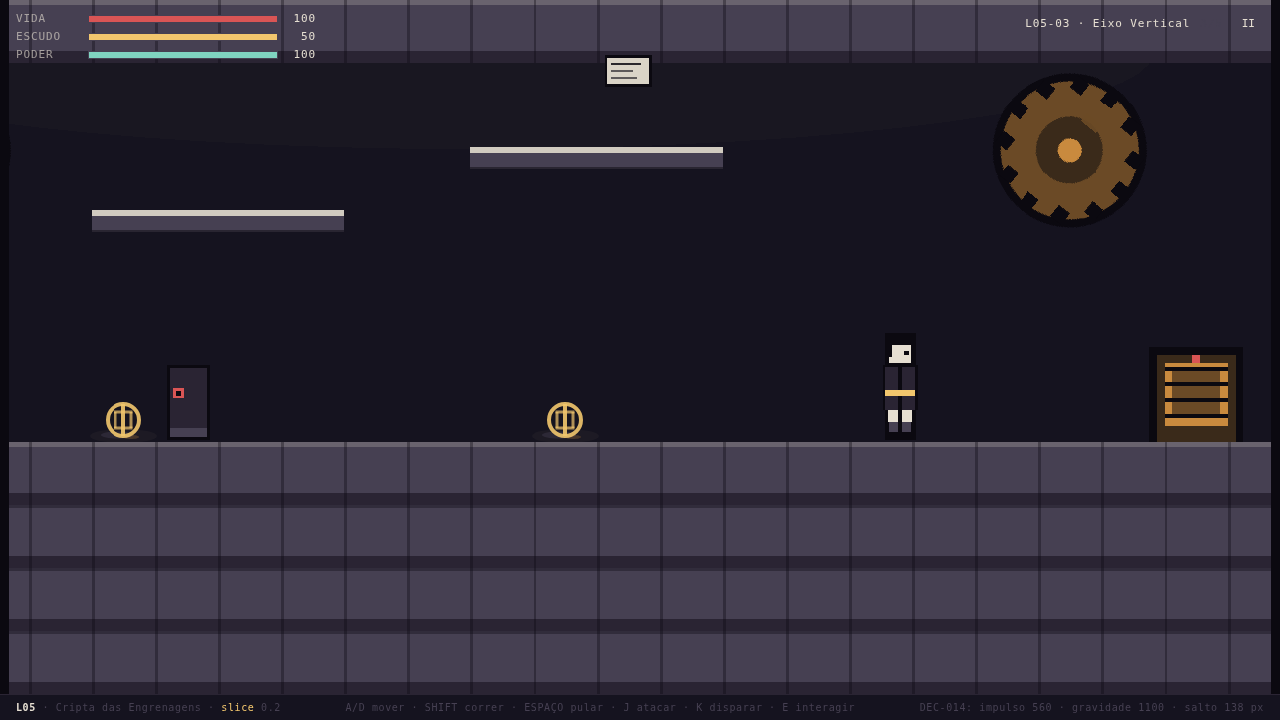 VIDA 100
ESCUDO 50
PODER 100
L05-03 · Eixo Vertical II
L05 · Cripta das Engrenagens · slice 0.2
A/D mover · SHIFT correr · ESPAÇO pular · J atacar · K disparar · E interagir
DEC-014: impulso 560 · gravidade 1100 · salto 138 px